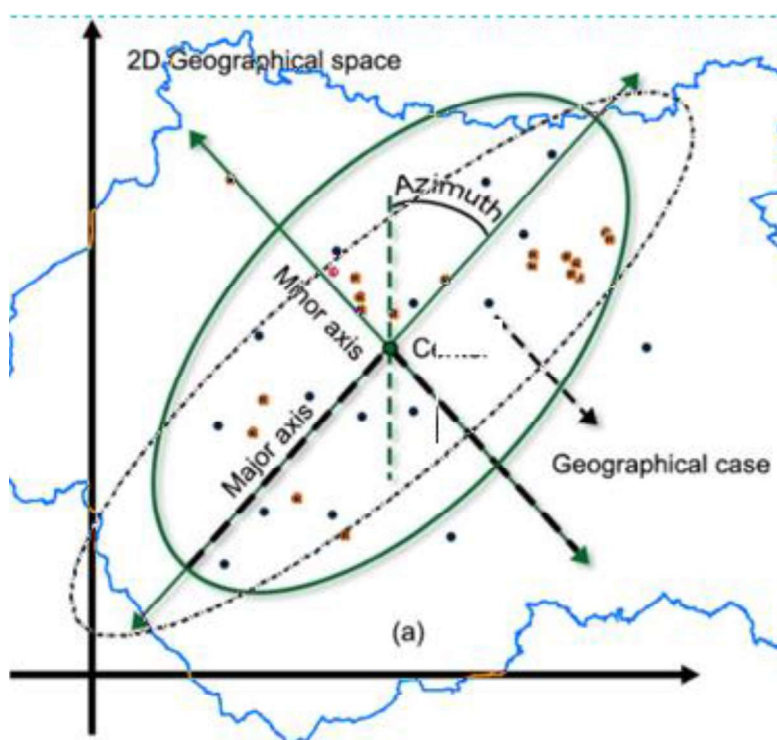 2D Geographical space
Azimuth
Minor axis
Major axis
Geographical case
(a)